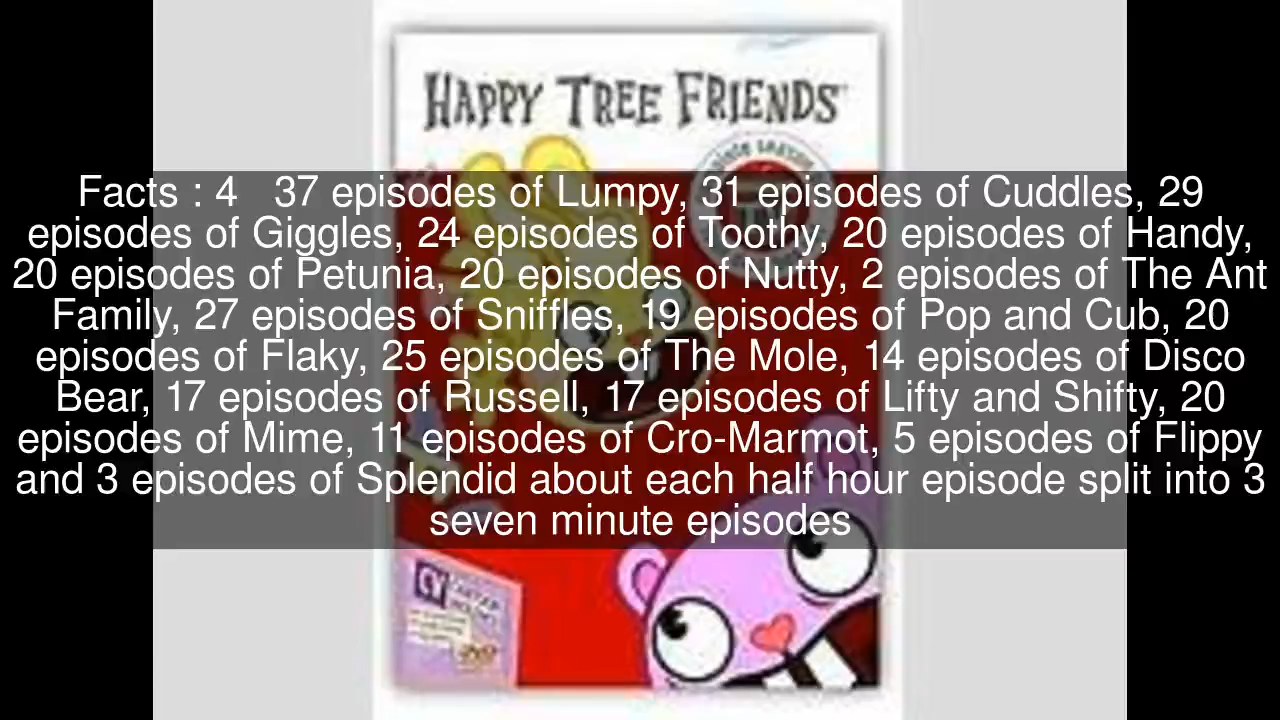 HAPPY TREE FRIENDS
Facts : 4   37 episodes of Lumpy, 31 episodes of Cuddles, 29
episodes of Giggles, 24 episodes of Toothy, 20 episodes of Handy,
20 episodes of Petunia, 20 episodes of Nutty, 2 episodes of The Ant
Family, 27 episodes of Sniffles, 19 episodes of Pop and Cub, 20
episodes of Flaky, 25 episodes of The Mole, 14 episodes of Disco
Bear, 17 episodes of Russell, 17 episodes of Lifty and Shifty, 20
episodes of Mime, 11 episodes of Cro-Marmot, 5 episodes of Flippy
and 3 episodes of Splendid about each half hour episode split into 3
seven minute episodes